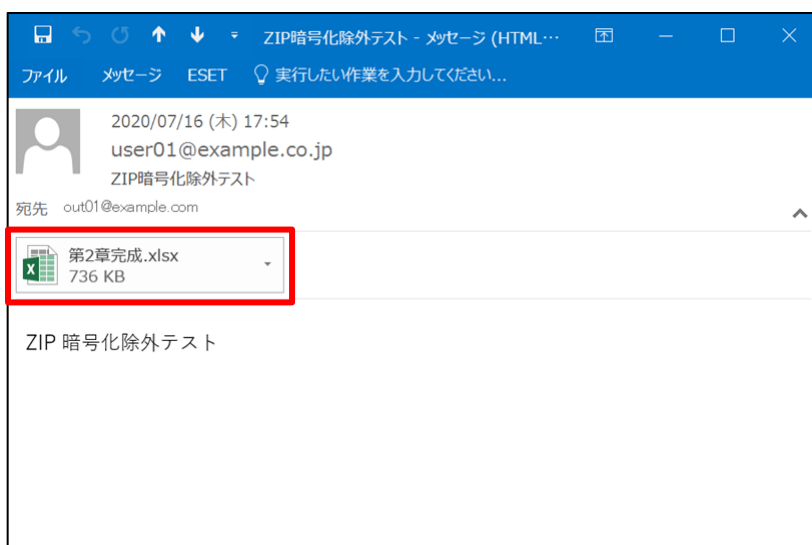 ZIP暗号化除外テスト - メッセージ (HTML…
ファイル メッセージ ESET 実行したい作業を入力してください...
2020/07/16 (木) 17:54
user01@example.co.jp
ZIP暗号化除外テスト
宛先 out01@example.com
第2章完成.xlsx
736 KB
ZIP 暗号化除外テスト